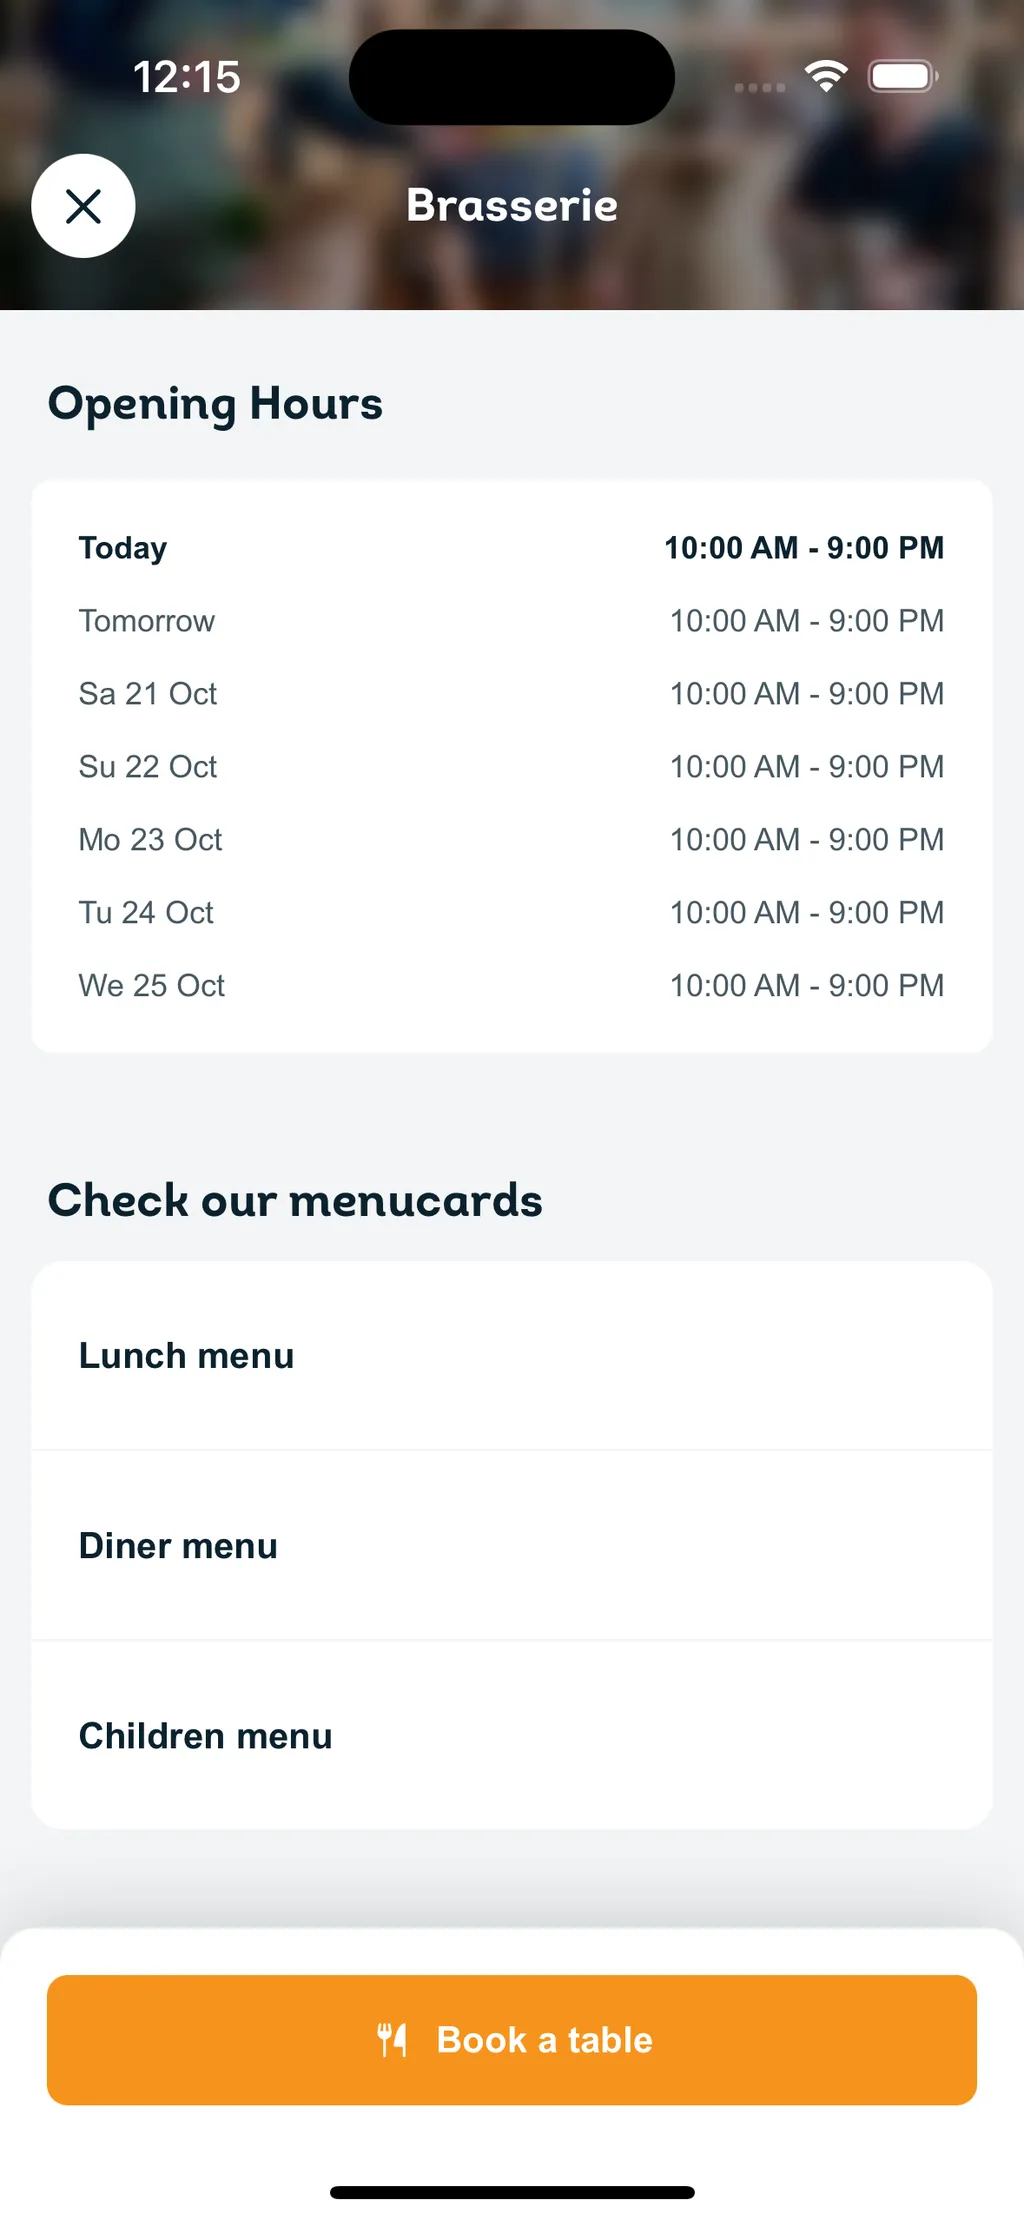 12:15
Brasserie
Opening Hours
Today 10:00 AM - 9:00 PM
Tomorrow 10:00 AM - 9:00 PM
Sa 21 Oct 10:00 AM - 9:00 PM
Su 22 Oct 10:00 AM - 9:00 PM
Mo 23 Oct 10:00 AM - 9:00 PM
Tu 24 Oct 10:00 AM - 9:00 PM
We 25 Oct 10:00 AM - 9:00 PM
Check our menucards
Lunch menu
Diner menu
Children menu
Book a table